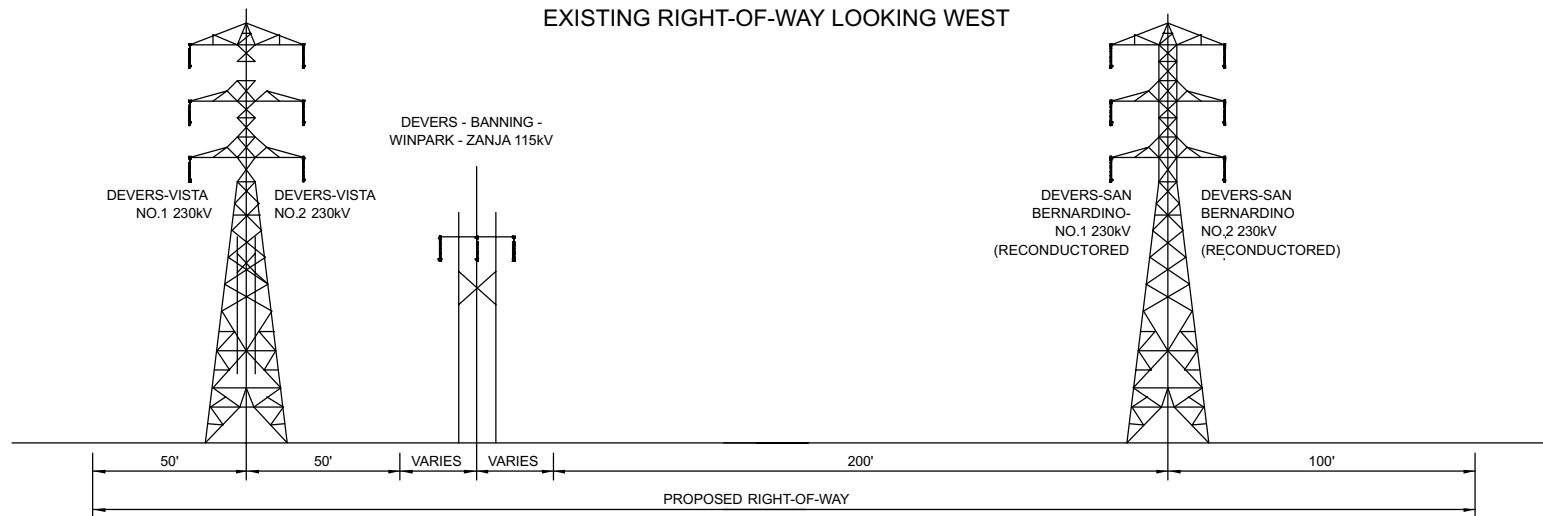 EXISTING RIGHT-OF-WAY LOOKING WEST
DEVERS - BANNING -
WINPARK - ZANJA 115kV
DEVERS-VISTA
NO.1 230kV
DEVERS-VISTA
NO.2 230kV
DEVERS-SAN
BERNARDINO-
NO.1 230kV
(RECONDUCTORED
DEVERS-SAN
BERNARDINO
NO.2 230kV
(RECONDUCTORED)
50'
50'
VARIES
VARIES
200'
100'
PROPOSED RIGHT-OF-WAY